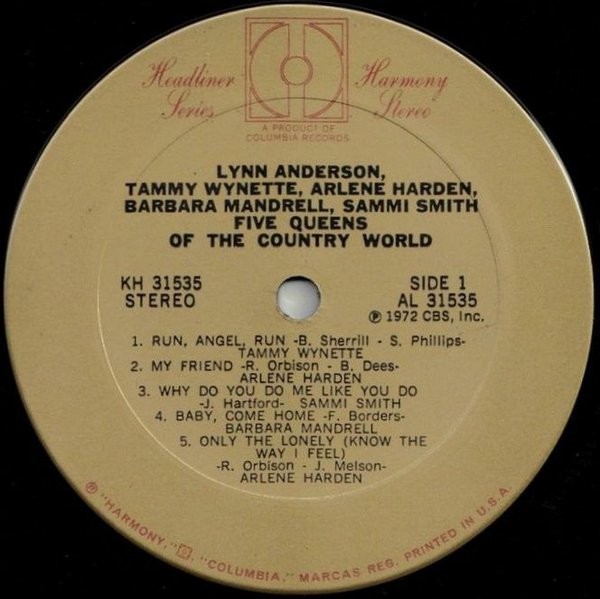 Headliner Harmony
Series Stereo
A PRODUCT OF
COLUMBIA RECORDS
LYNN ANDERSON,
TAMMY WYNETTE, ARLENE HARDEN,
BARBARA MANDRELL, SAMMI SMITH
FIVE QUEENS
OF THE COUNTRY WORLD
KH 31535
STEREO
SIDE 1
AL 31535
℗ 1972 CBS, Inc.
1. RUN, ANGEL, RUN -B. Sherrill - S. Phillips-
TAMMY WYNETTE
2. MY FRIEND -R. Orbison - B. Dees-
ARLENE HARDEN
3. WHY DO YOU DO ME LIKE YOU DO
-J. Hartford- SAMMI SMITH
4. BABY, COME HOME -F. Borders-
BARBARA MANDRELL
5. ONLY THE LONELY (KNOW THE
WAY I FEEL)
-R. Orbison - J. Melson-
ARLENE HARDEN
℗ "HARMONY," "COLUMBIA," MARCAS REG. PRINTED IN U.S.A.